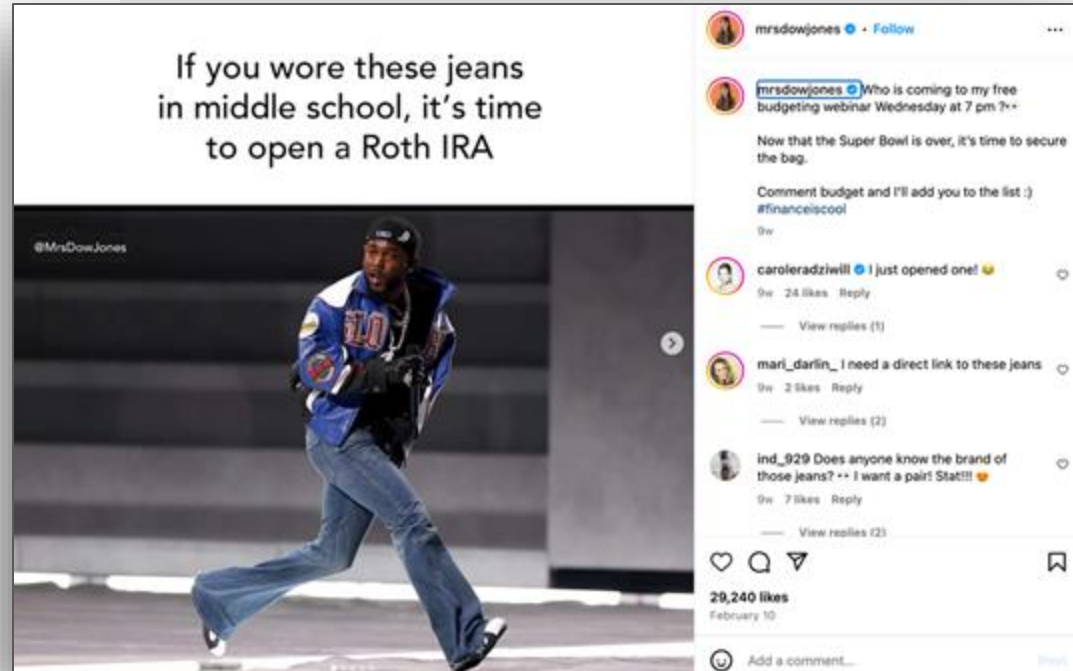 If you wore these jeans
in middle school, it's time
to open a Roth IRA
@MrsDowJones
GLO
mrsdowjones • Follow
mrsdowjones Who is coming to my free
budgeting webinar Wednesday at 7 pm ?👀
Now that the Super Bowl is over, it's time to secure
the bag.
Comment budget and I'll add you to the list :)
#financeiscool
9w
caroleradziwill I just opened one! 😂
9w 24 likes Reply
View replies (1)
mari_darlin_ I need a direct link to these jeans
9w 2 likes Reply
View replies (2)
ind_929 Does anyone know the brand of
those jeans? 👀 I want a pair! Stat!!! 😍
9w 7 likes Reply
View replies (2)
29,240 likes
February 10
Add a comment...
Post